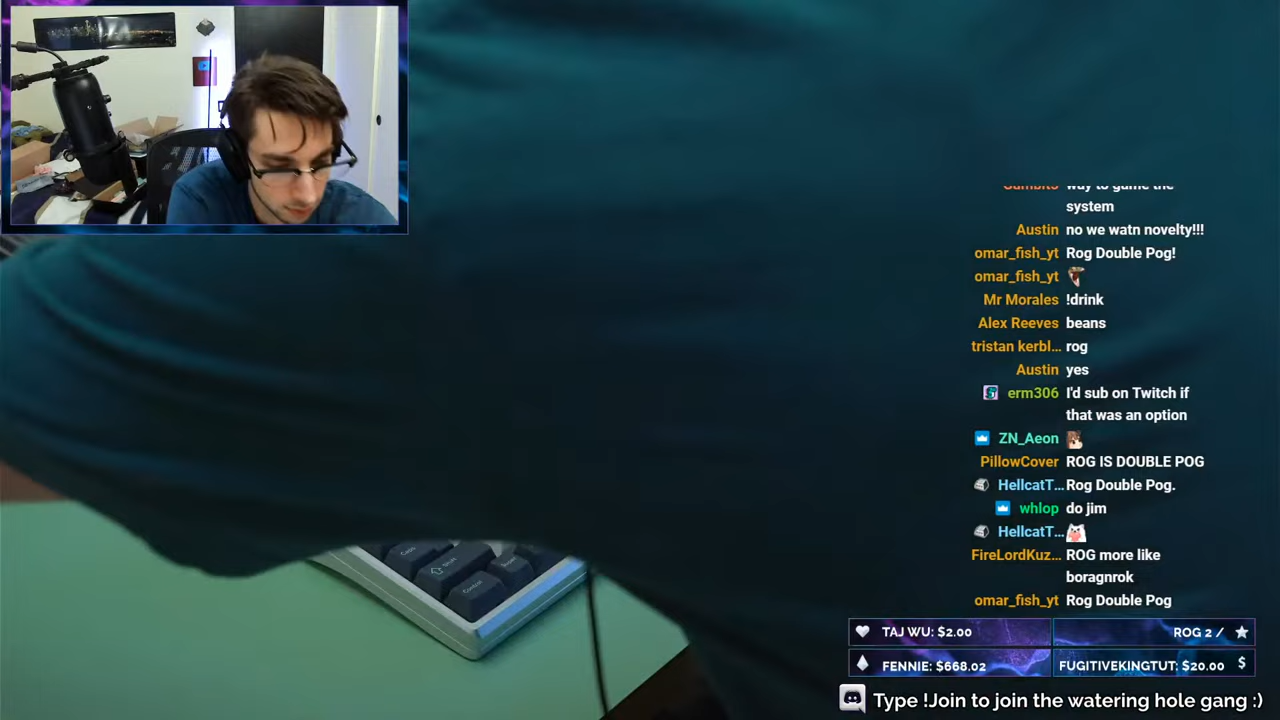 way to game the
system
Austin no we watn novelty!!!
omar_fish_yt Rog Double Pog!
omar_fish_yt
Mr Morales !drink
Alex Reeves beans
tristan kerbl... rog
Austin yes
erm306 I'd sub on Twitch if
that was an option
ZN_Aeon
PillowCover ROG IS DOUBLE POG
HellcatT... Rog Double Pog.
whlop do jim
HellcatT...
FireLordKuz... ROG more like
boragnrok
omar_fish_yt Rog Double Pog
TAJ WU: $2.00 ROG 2 /
FENNIE: $668.02 FUGITIVEKINGTUT: $20.00
Type !Join to join the watering hole gang :)
Caps
Shift
Control